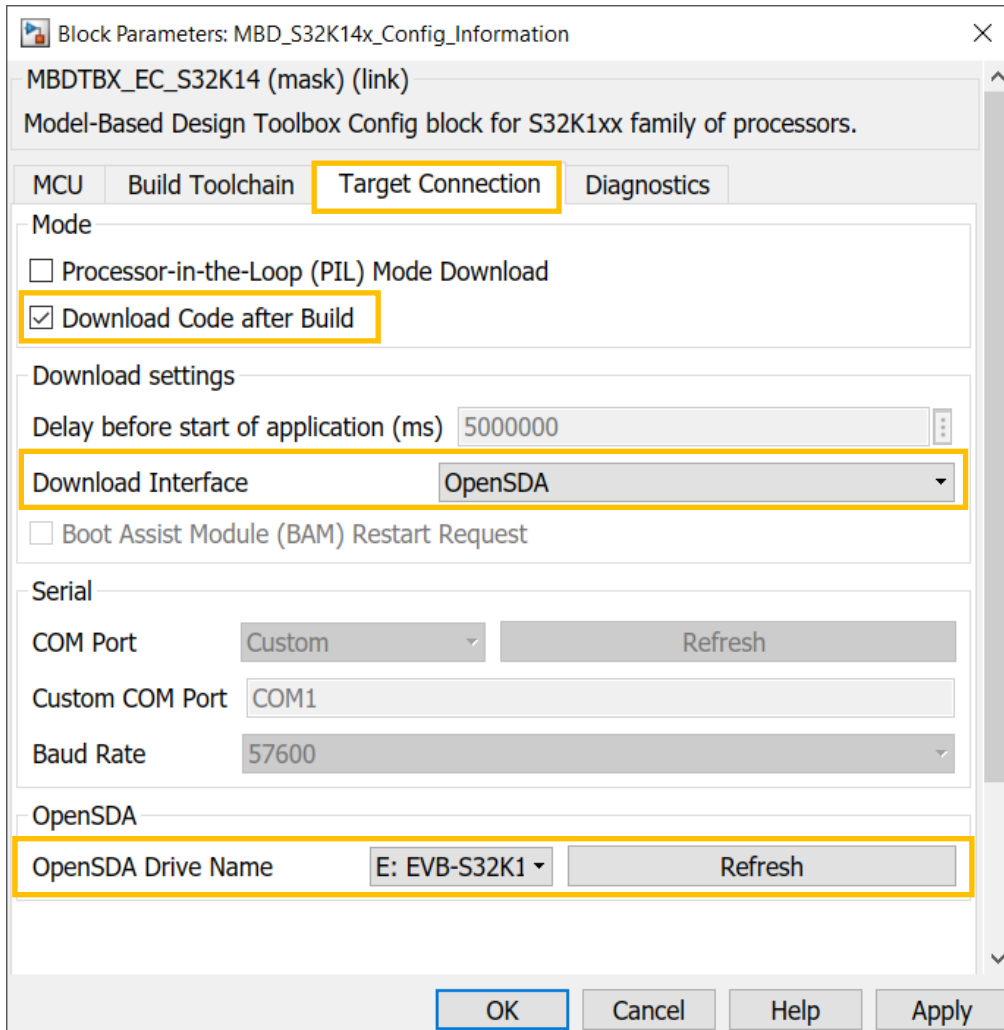 Block Parameters: MBD_S32K14x_Config_Information
MBDTBX_EC_S32K14 (mask) (link)
Model-Based Design Toolbox Config block for S32K1xx family of processors.
MCU Build Toolchain Target Connection Diagnostics
Mode
Processor-in-the-Loop (PIL) Mode Download
Download Code after Build
Download settings
Delay before start of application (ms) 5000000
Download Interface OpenSDA
Boot Assist Module (BAM) Restart Request
Serial
COM Port Custom Refresh
Custom COM Port COM1
Baud Rate 57600
OpenSDA
OpenSDA Drive Name E: EVB-S32K1 Refresh
OK Cancel Help Apply